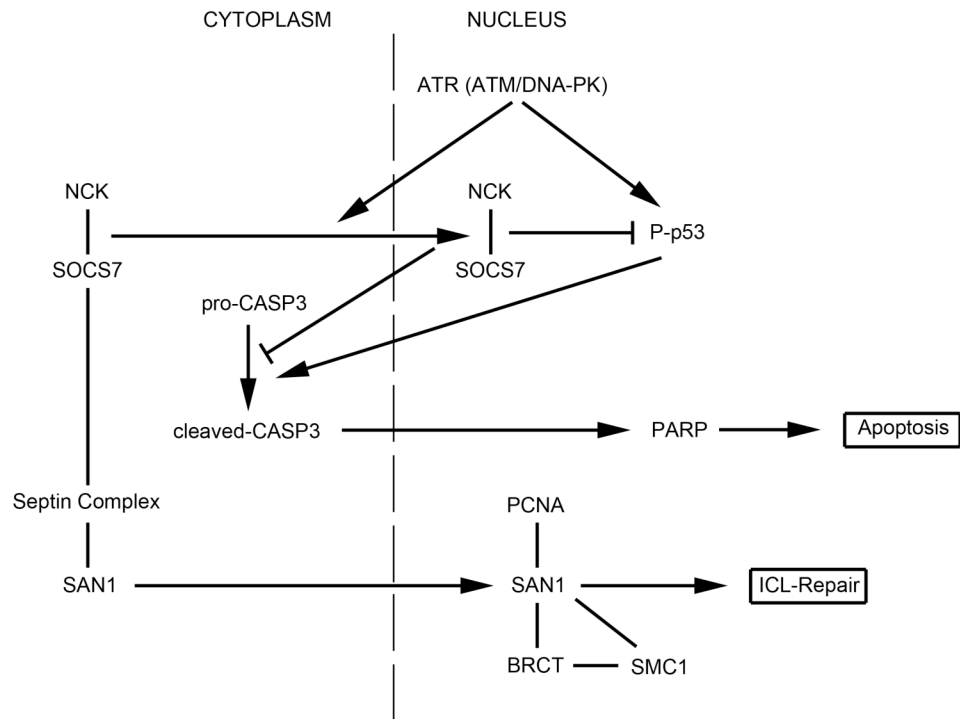 CYTOPLASM NUCLEUS
ATR (ATM/DNA-PK)
NCK NCK
P-p53
SOCS7 SOCS7
pro-CASP3
cleaved-CASP3 PARP Apoptosis
Septin Complex PCNA
SAN1 SAN1 ICL-Repair
BRCT SMC1